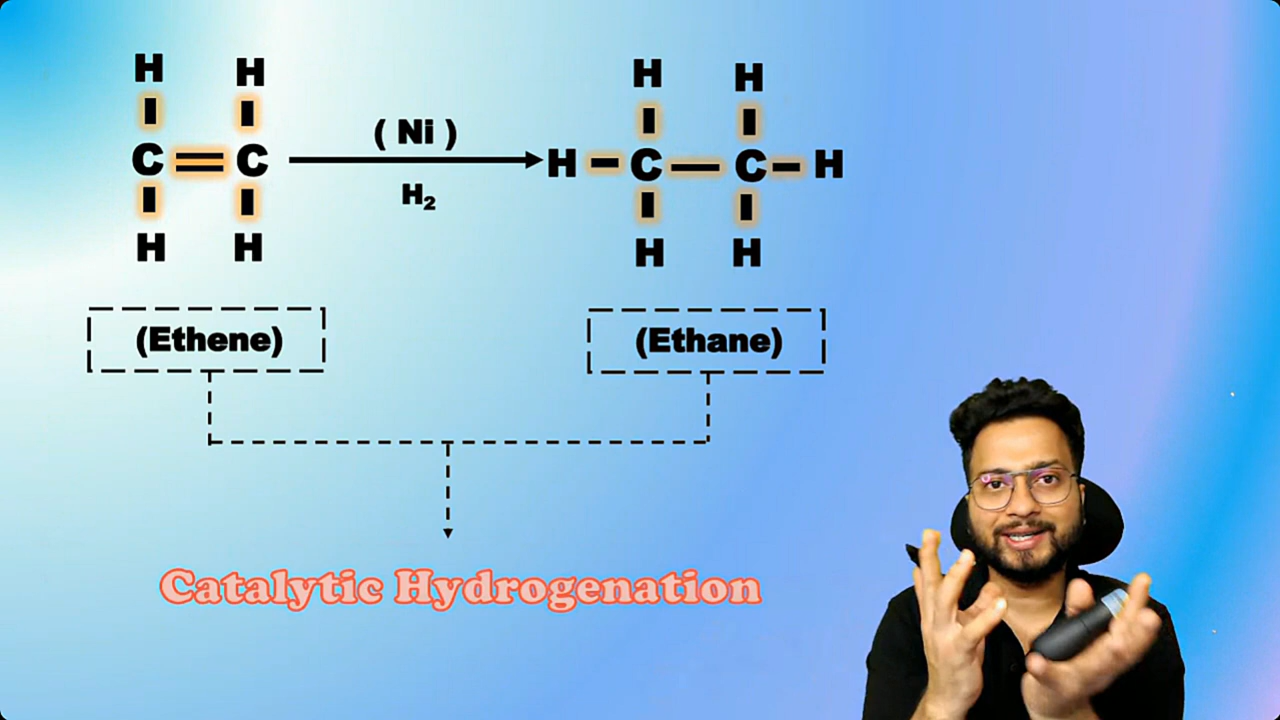 H H H H
( Ni )
C=C → H-C-C-H
H₂
H H H H
(Ethene) (Ethane)
Catalytic Hydrogenation